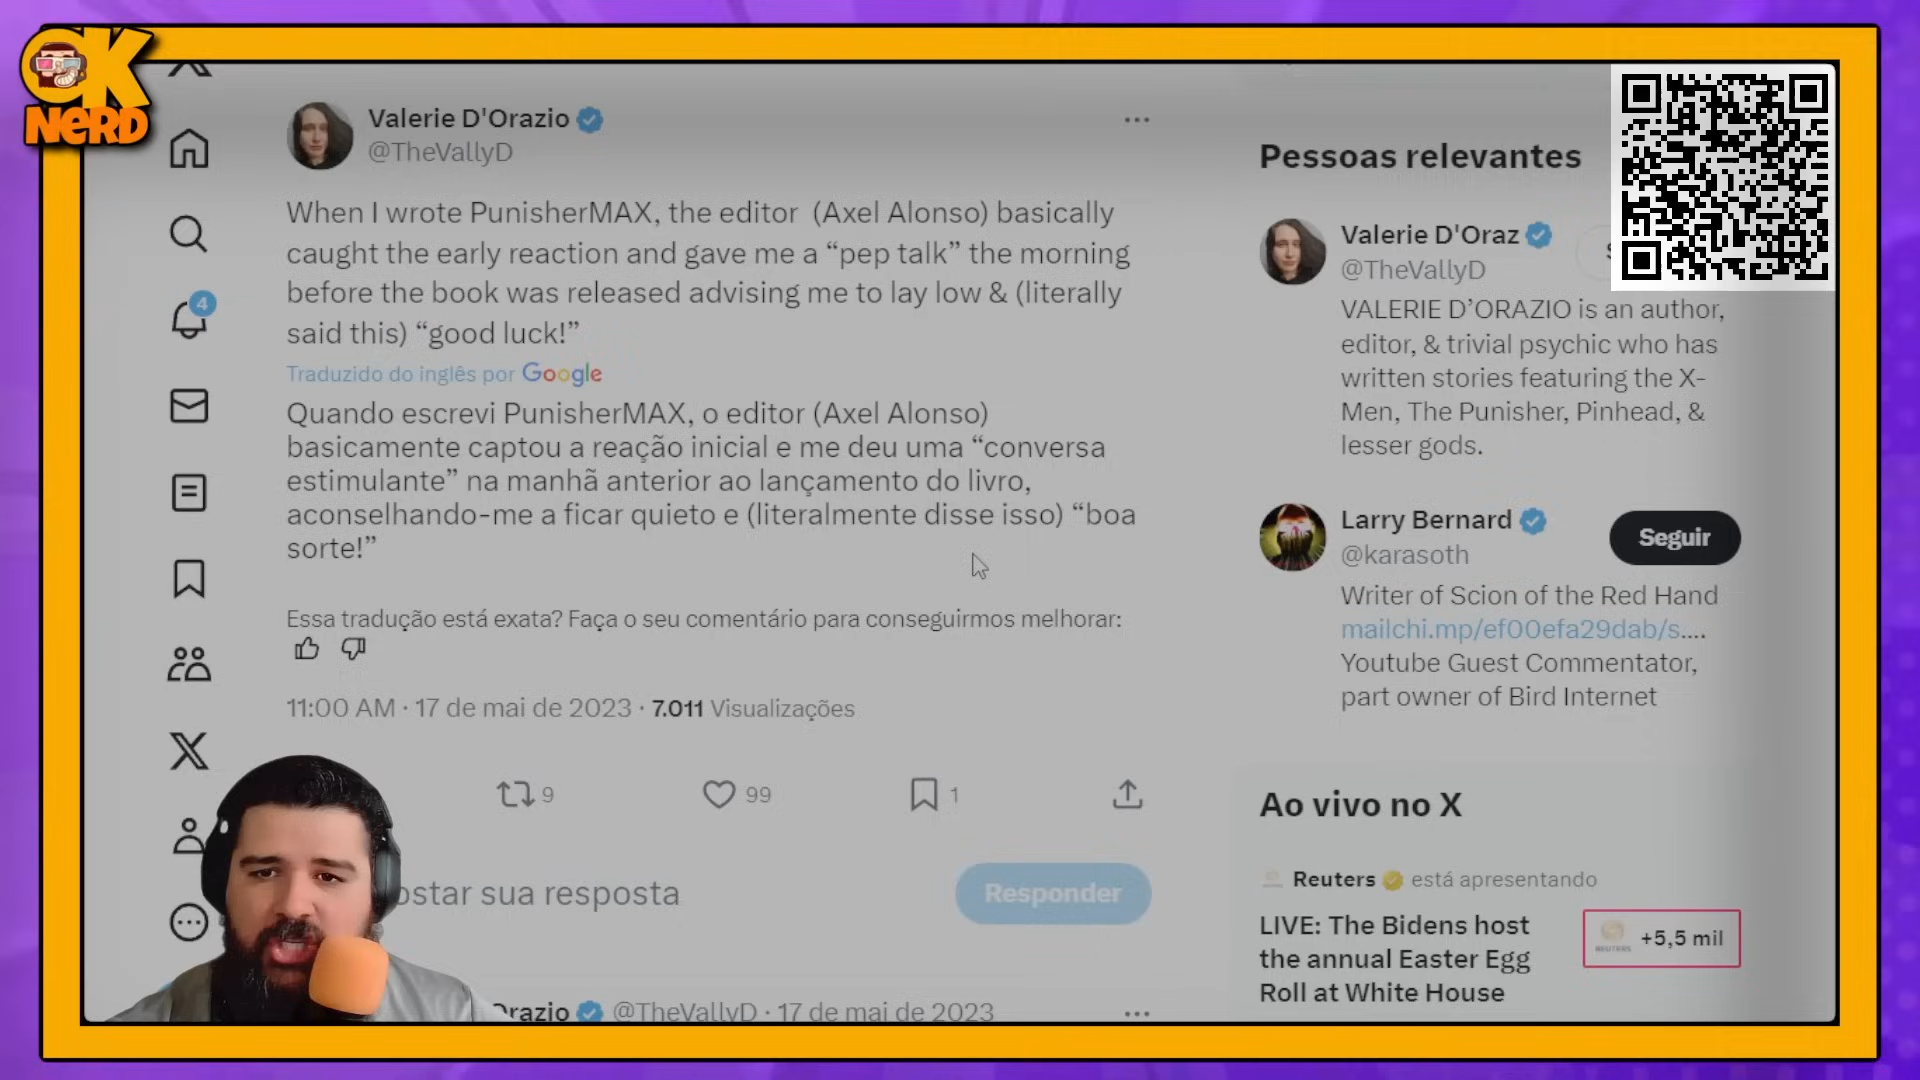 OK
NeRD
Valerie D'Orazio
@TheVallyD
When I wrote PunisherMAX, the editor (Axel Alonso) basically
caught the early reaction and gave me a “pep talk” the morning
before the book was released advising me to lay low & (literally
said this) “good luck!”
Traduzido do inglês por Google
Quando escrevi PunisherMAX, o editor (Axel Alonso)
basicamente captou a reação inicial e me deu uma “conversa
estimulante” na manhã anterior ao lançamento do livro,
aconselhando-me a ficar quieto e (literalmente disse isso) “boa
sorte!”
Essa tradução está exata? Faça o seu comentário para conseguirmos melhorar:
11:00 AM · 17 de mai de 2023 · 7.011 Visualizações
9
99
1
ostar sua resposta
Responder
Orazio @TheVallyD · 17 de mai de 2023
4
Pessoas relevantes
Valerie D'Oraz
@TheVallyD
VALERIE D’ORAZIO is an author,
editor, & trivial psychic who has
written stories featuring the X-
Men, The Punisher, Pinhead, &
lesser gods.
Larry Bernard
@karasoth
Seguir
Writer of Scion of the Red Hand
mailchi.mp/ef00efa29dab/s....
Youtube Guest Commentator,
part owner of Bird Internet
Ao vivo no X
Reuters está apresentando
LIVE: The Bidens host
the annual Easter Egg
Roll at White House
REUTERS
+5,5 mil